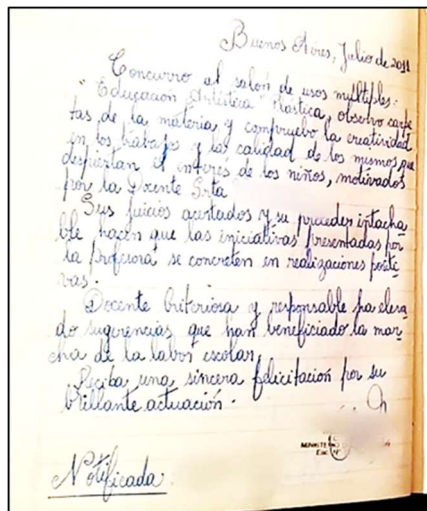 Buenos Aires, Julio de 2011
Concurro al salón de usos múltiples:
"Educación Artística" Plástica, observo carpe
tas de la materia y compruebo la creatividad
en los trabajos y la calidad de los mismos que
despiertan el interés de los niños, motivados
por la Docente Srta
Sus juicios acertados y su proceder intacha
ble hacen que las iniciativas presentadas por
la Profesora se concreten en realizaciones positi
vas.
Docente criteriosa y responsable ha eleva
do sugerencias que han beneficiado la mar
cha de la labor escolar.
Reciba una sincera felicitación por su
brillante actuación.
Notificada: